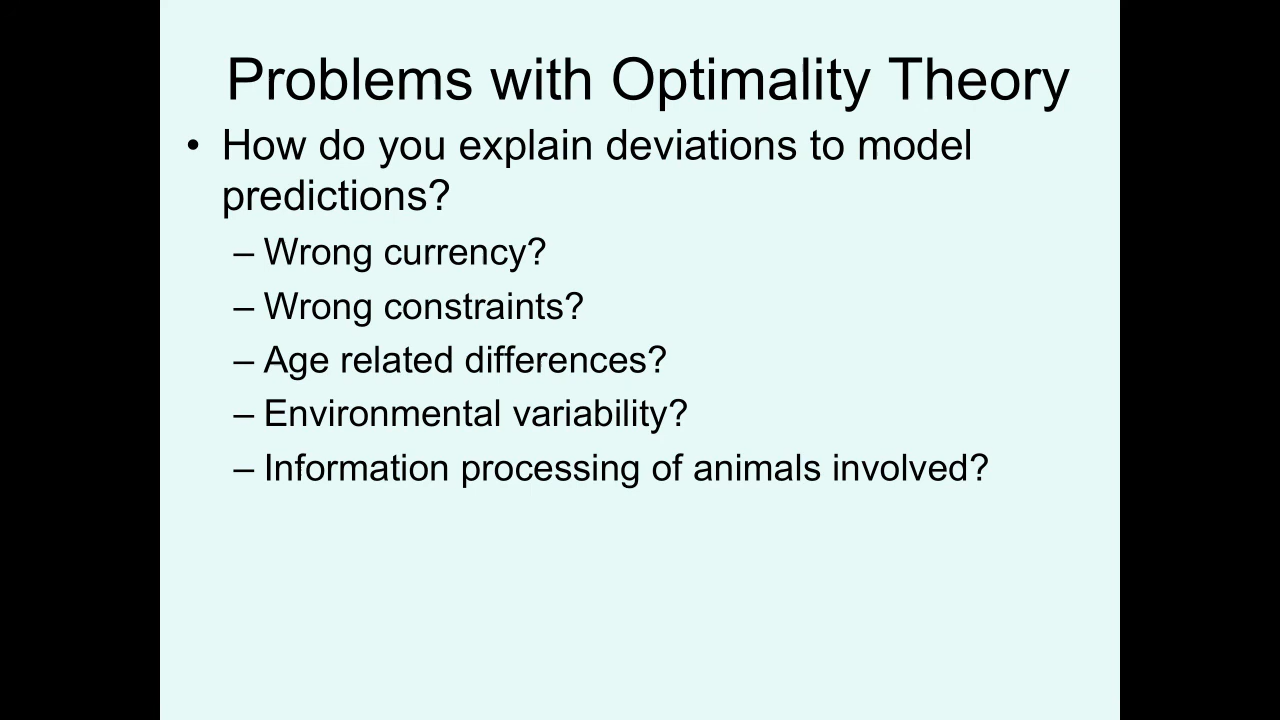 Problems with Optimality Theory
• How do you explain deviations to model
predictions?
– Wrong currency?
– Wrong constraints?
– Age related differences?
– Environmental variability?
– Information processing of animals involved?